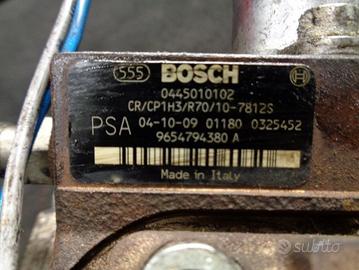 555 BOSCH
0445010102
CR/CP1H3/R70/10-7812S
PSA 04-10-09 01180 0325452
9654794380 A
Made in Italy
subito